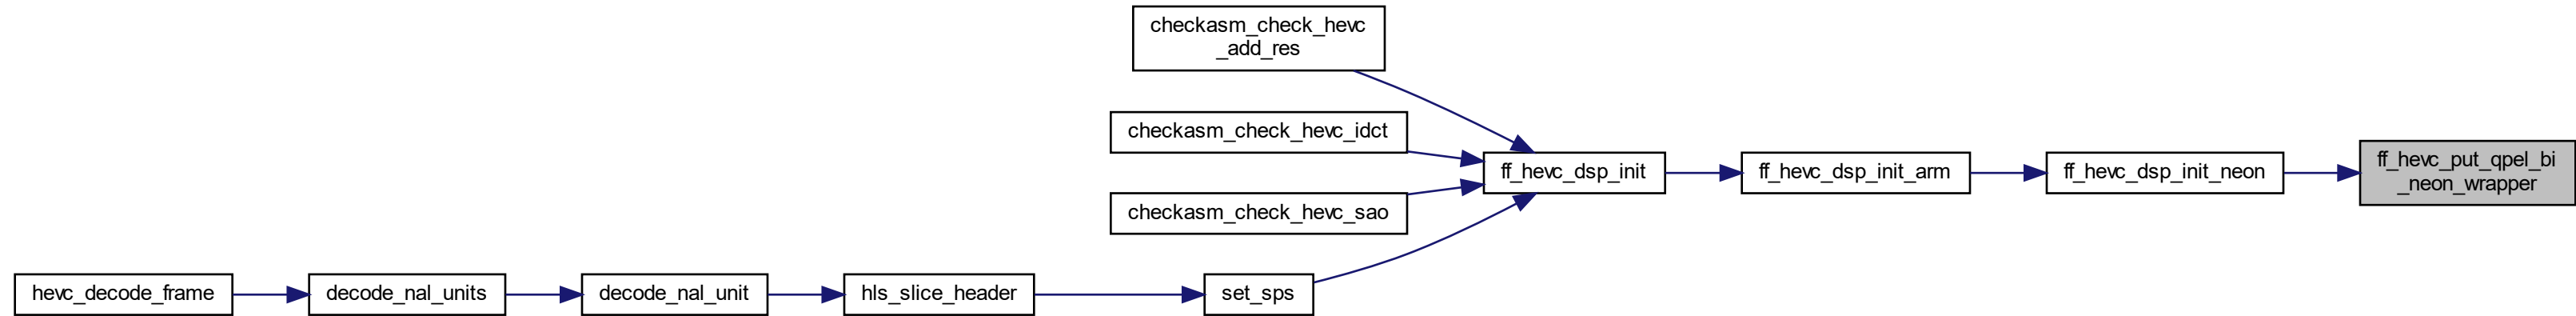 checkasm_check_hevc
_add_res
checkasm_check_hevc_idct
ff_hevc_dsp_init
ff_hevc_dsp_init_arm
ff_hevc_dsp_init_neon
ff_hevc_put_qpel_bi
_neon_wrapper
checkasm_check_hevc_sao
hevc_decode_frame
decode_nal_units
decode_nal_unit
hls_slice_header
set_sps